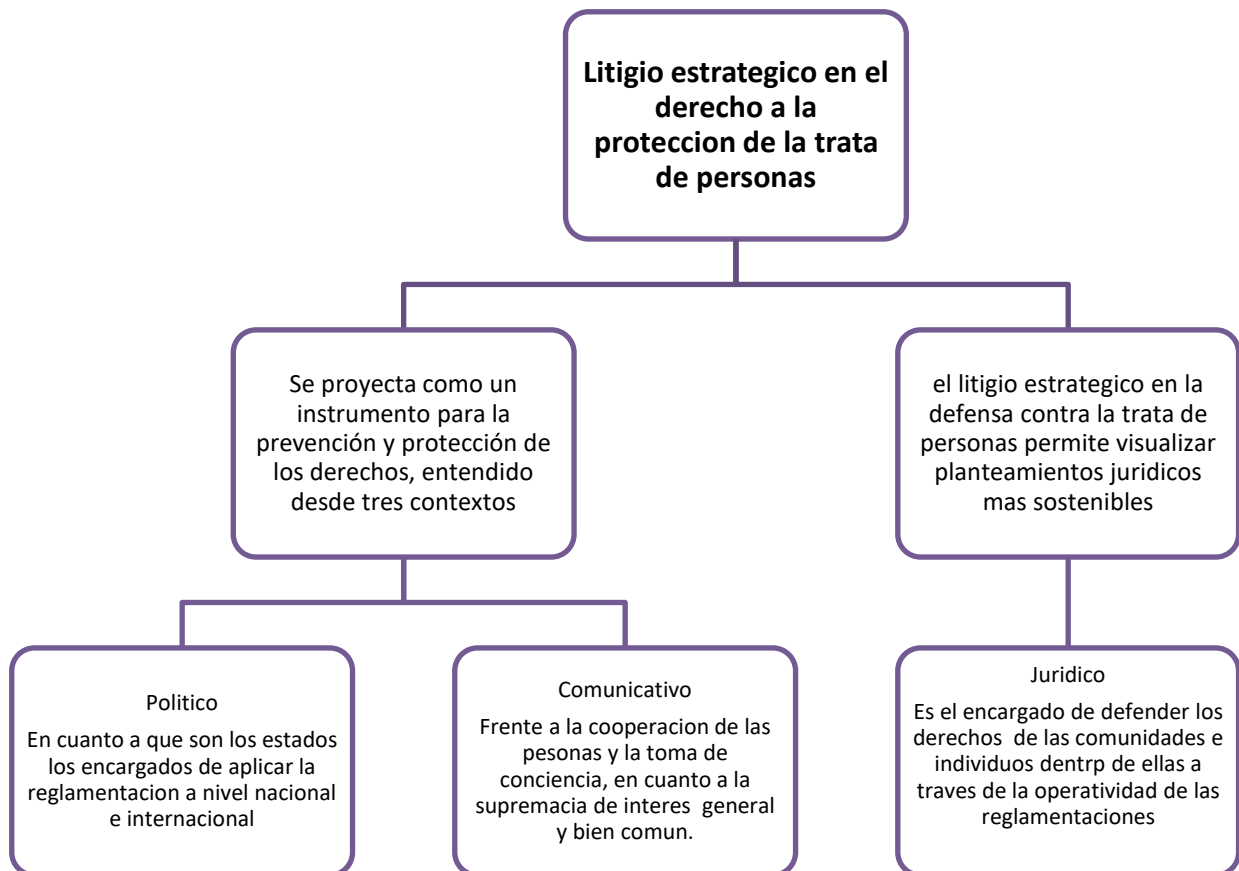 Litigio estrategico en el
derecho a la
proteccion de la trata
de personas
Se proyecta como un
instrumento para la
prevención y protección de
los derechos, entendido
desde tres contextos
el litigio estrategico en la
defensa contra la trata de
personas permite visualizar
planteamientos juridicos
mas sostenibles
Politico
En cuanto a que son los estados
los encargados de aplicar la
reglamentacion a nivel nacional
e internacional
Comunicativo
Frente a la cooperacion de las
pesonas y la toma de
conciencia, en cuanto a la
supremacia de interes general
y bien comun.
Juridico
Es el encargado de defender los
derechos de las comunidades e
individuos dentrp de ellas a
traves de la operatividad de las
reglamentaciones